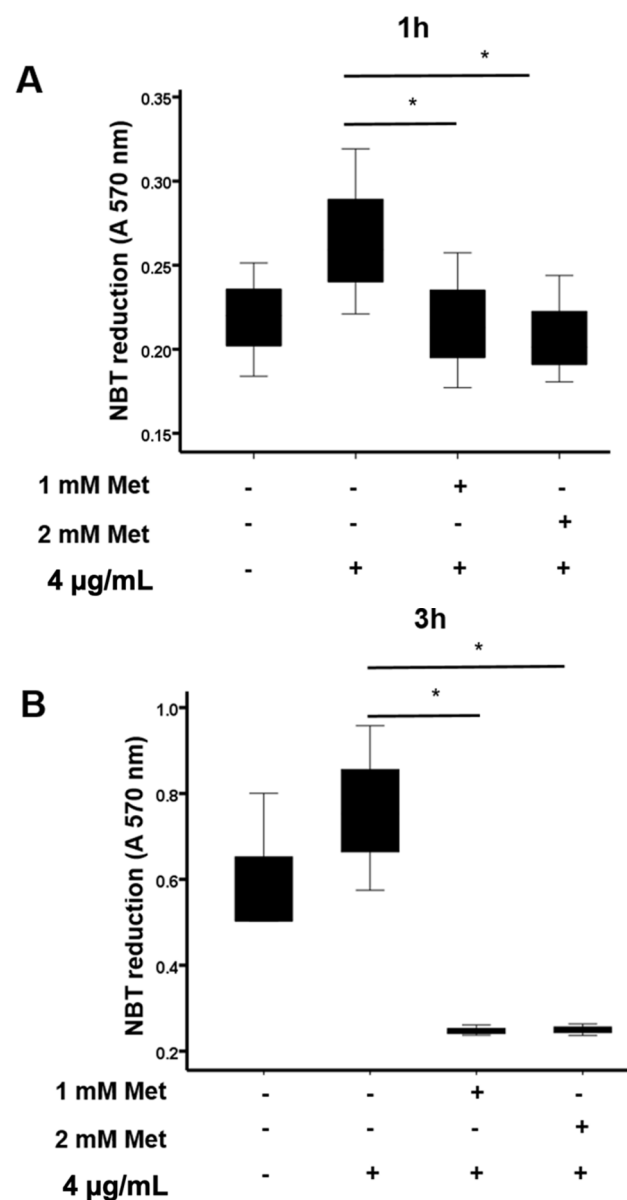 1h
A
*
*
0.35
0.30
0.25
0.20
0.15
NBT reduction (A 570 nm)
1 mM Met - - + -
2 mM Met - - - +
4 µg/mL - + + +
3h
B
*
*
1.0
0.8
0.6
0.4
0.2
NBT reduction (A 570 nm)
1 mM Met - - + -
2 mM Met - - - +
4 µg/mL - + + +